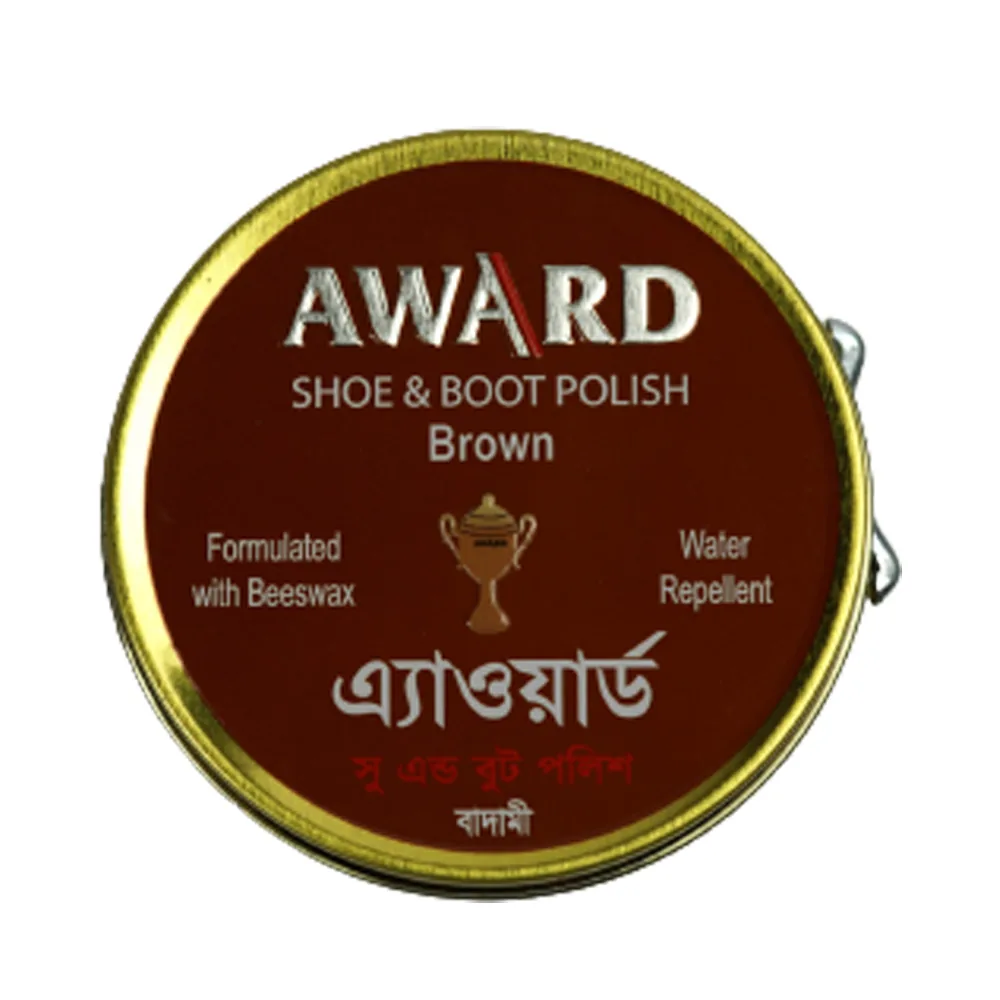 AWARD
SHOE & BOOT POLISH
Brown
Formulated
with Beeswax
Water
Repellent
এ্যাওয়ার্ড
সু এন্ড বুট পলিশ
বাদামী